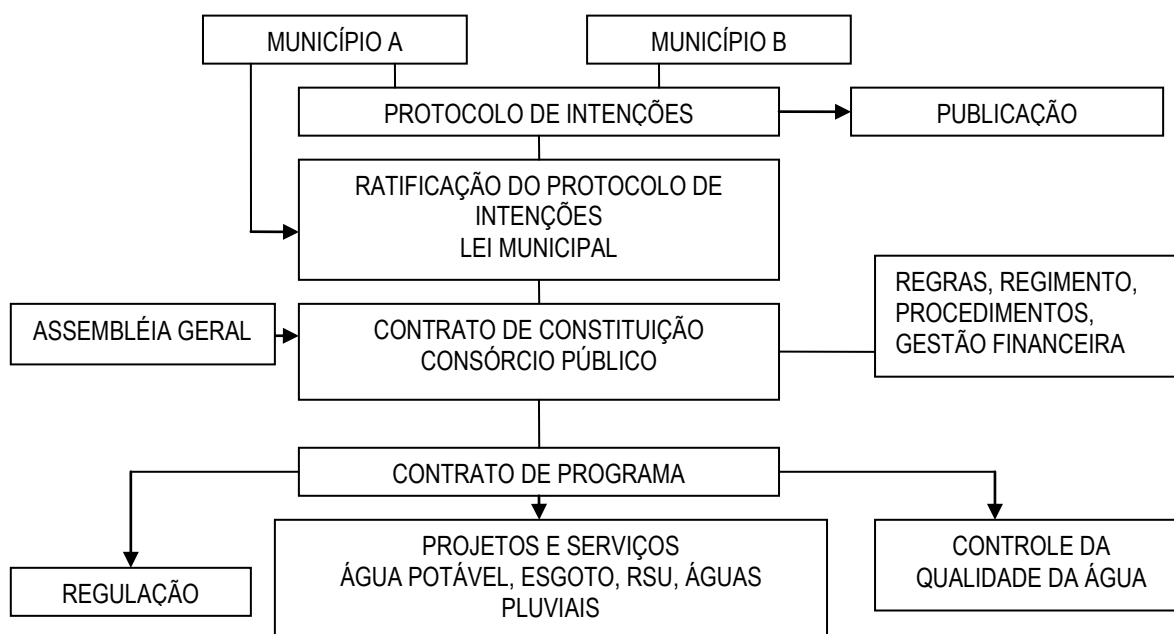 MUNICÍPIO A
MUNICÍPIO B
PROTOCOLO DE INTENÇÕES
PUBLICAÇÃO
RATIFICAÇÃO DO PROTOCOLO DE
INTENÇÕES
LEI MUNICIPAL
REGRAS, REGIMENTO,
PROCEDIMENTOS,
GESTÃO FINANCEIRA
ASSEMBLÉIA GERAL
CONTRATO DE CONSTITUIÇÃO
CONSÓRCIO PÚBLICO
CONTRATO DE PROGRAMA
REGULAÇÃO
PROJETOS E SERVIÇOS
ÁGUA POTÁVEL, ESGOTO, RSU, ÁGUAS
PLUVIAIS
CONTROLE DA
QUALIDADE DA ÁGUA